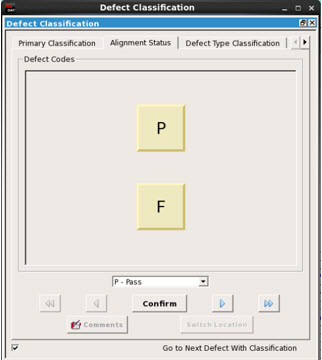 Defect Classification
Defect Classification
Primary Classification Alignment Status Defect Type Classification
Defect Codes
P
F
P - Pass
Confirm
Comments Switch Location
Go to Next Defect With Classification